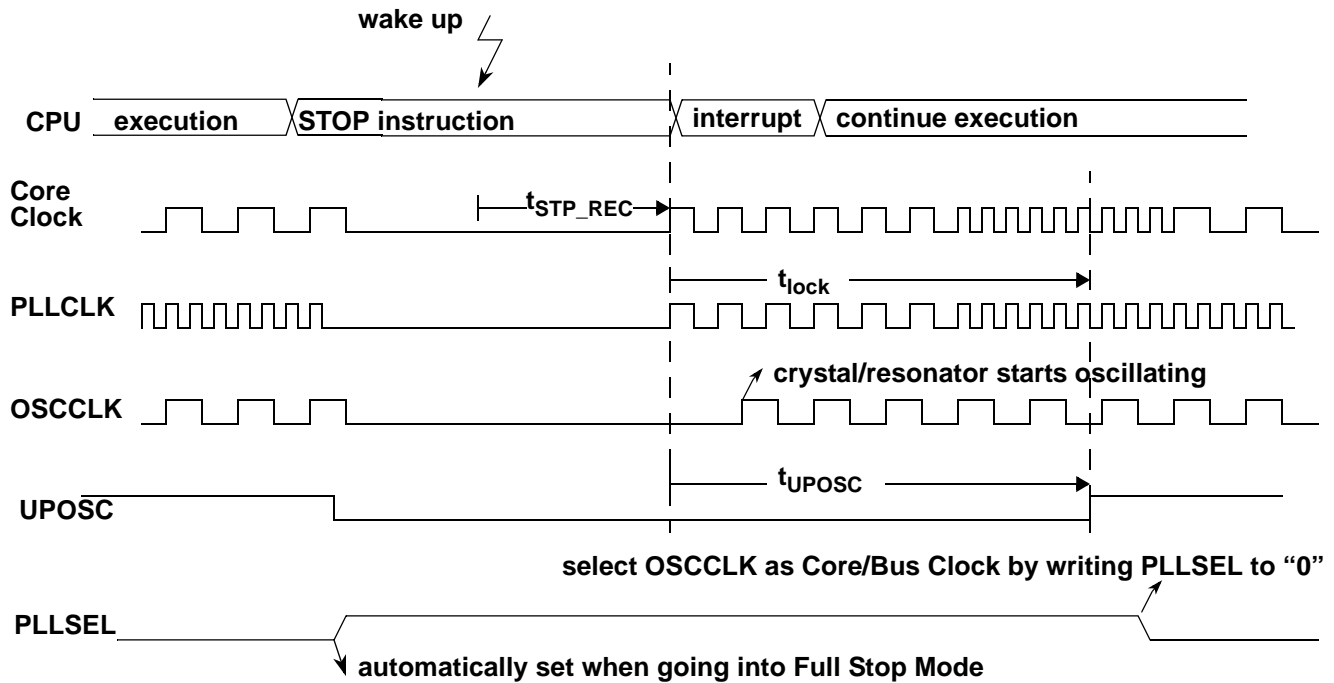 wake up
CPU execution STOP instruction interrupt continue execution
Core
Clock
tSTP_REC
tlock
PLLCLK
crystal/resonator starts oscillating
OSCCLK
tUPOSC
UPOSC
select OSCCLK as Core/Bus Clock by writing PLLSEL to “0”
PLLSEL
automatically set when going into Full Stop Mode